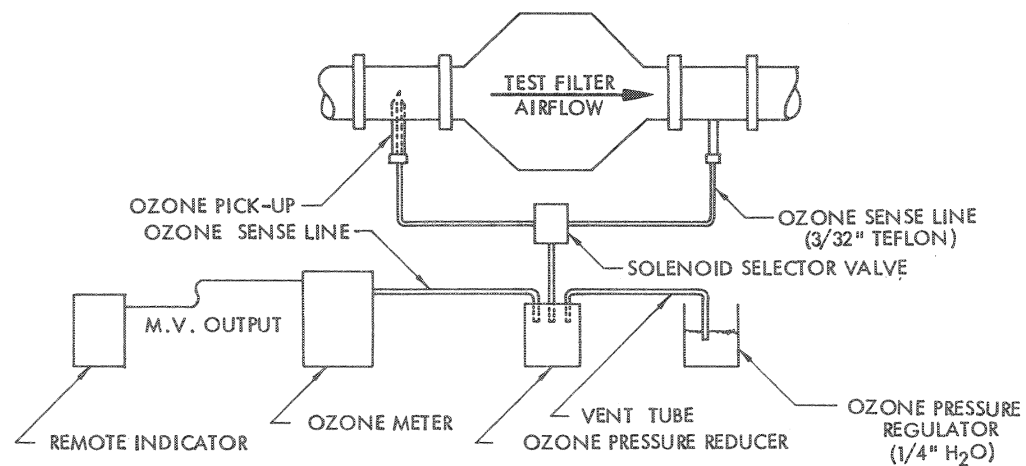 TEST FILTER
AIRFLOW
OZONE PICK-UP
OZONE SENSE LINE
OZONE SENSE LINE
(3/32" TEFLON)
SOLENOID SELECTOR VALVE
M.V. OUTPUT
REMOTE INDICATOR
OZONE METER
VENT TUBE
OZONE PRESSURE REDUCER
OZONE PRESSURE
REGULATOR
(1/4" H₂O)